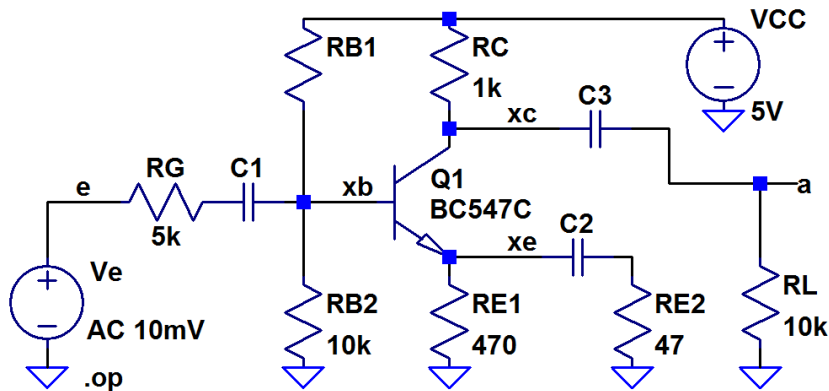 RB1
RC
1k
VCC
5V
C3
xc
e
RG
5k
C1
xb
Q1
BC547C
a
C2
xe
Ve
AC 10mV
RB2
10k
RE1
470
RE2
47
RL
10k
.op